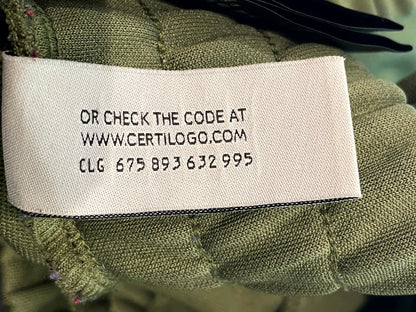 OR CHECK THE CODE AT
WWW.CERTILOGO.COM
CLG 675 893 632 995